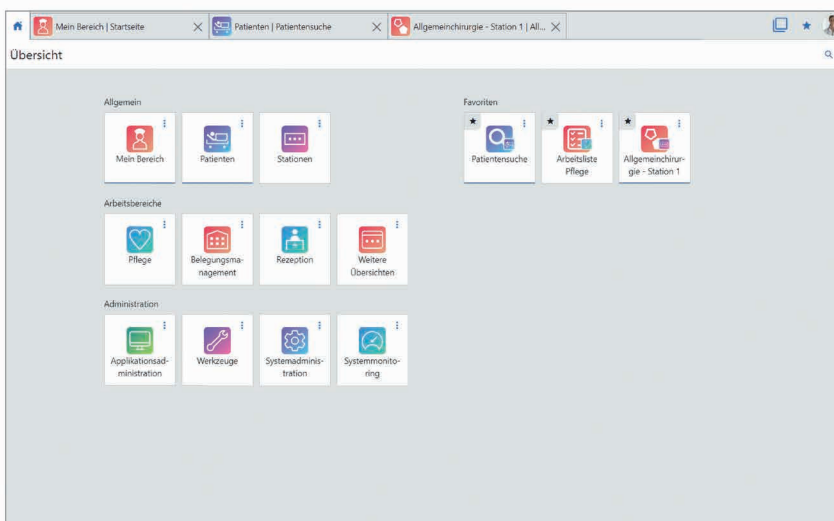 Mein Bereich | Startseite
Patienten | Patientensuche
Allgemeinchirurgie - Station 1 | All...
Übersicht
Allgemein
Mein Bereich
Patienten
Stationen
Favoriten
Patientensuche
Arbeitsliste
Pflege
Allgemeinchirur-
gie - Station 1
Arbeitsbereiche
Pflege
Belegungsma-
nagement
Rezeption
Weitere
Übersichten
Administration
Applikationsad-
ministration
Werkzeuge
Systemadminis-
tration
Systemmonito-
ring